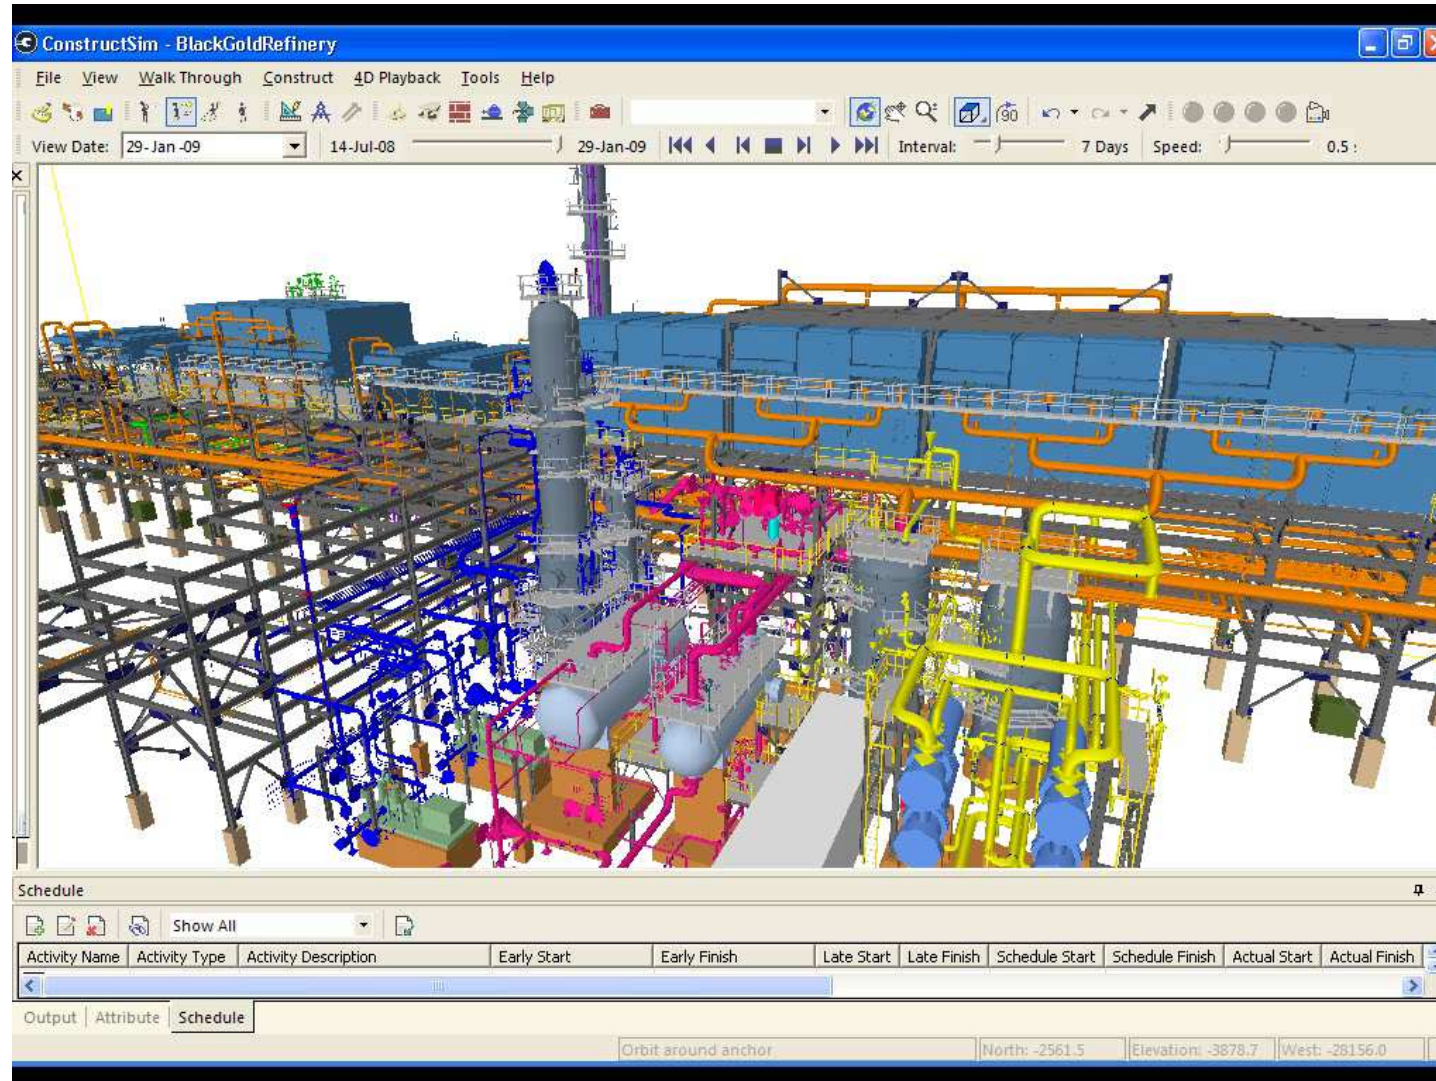 ConstructSim - BlackGoldRefinery
File View Walk Through Construct 4D Playback Tools Help
View Date: 29-Jan-09 14-Jul-08 29-Jan-09 Interval: 7 Days Speed: 0.5 :
Schedule
Show All
Activity Name Activity Type Activity Description Early Start Early Finish Late Start Late Finish Schedule Start Schedule Finish Actual Start Actual Finish
Output Attribute Schedule
Orbit around anchor North: -2561.5 Elevation: -3878.7 West: -28156.0